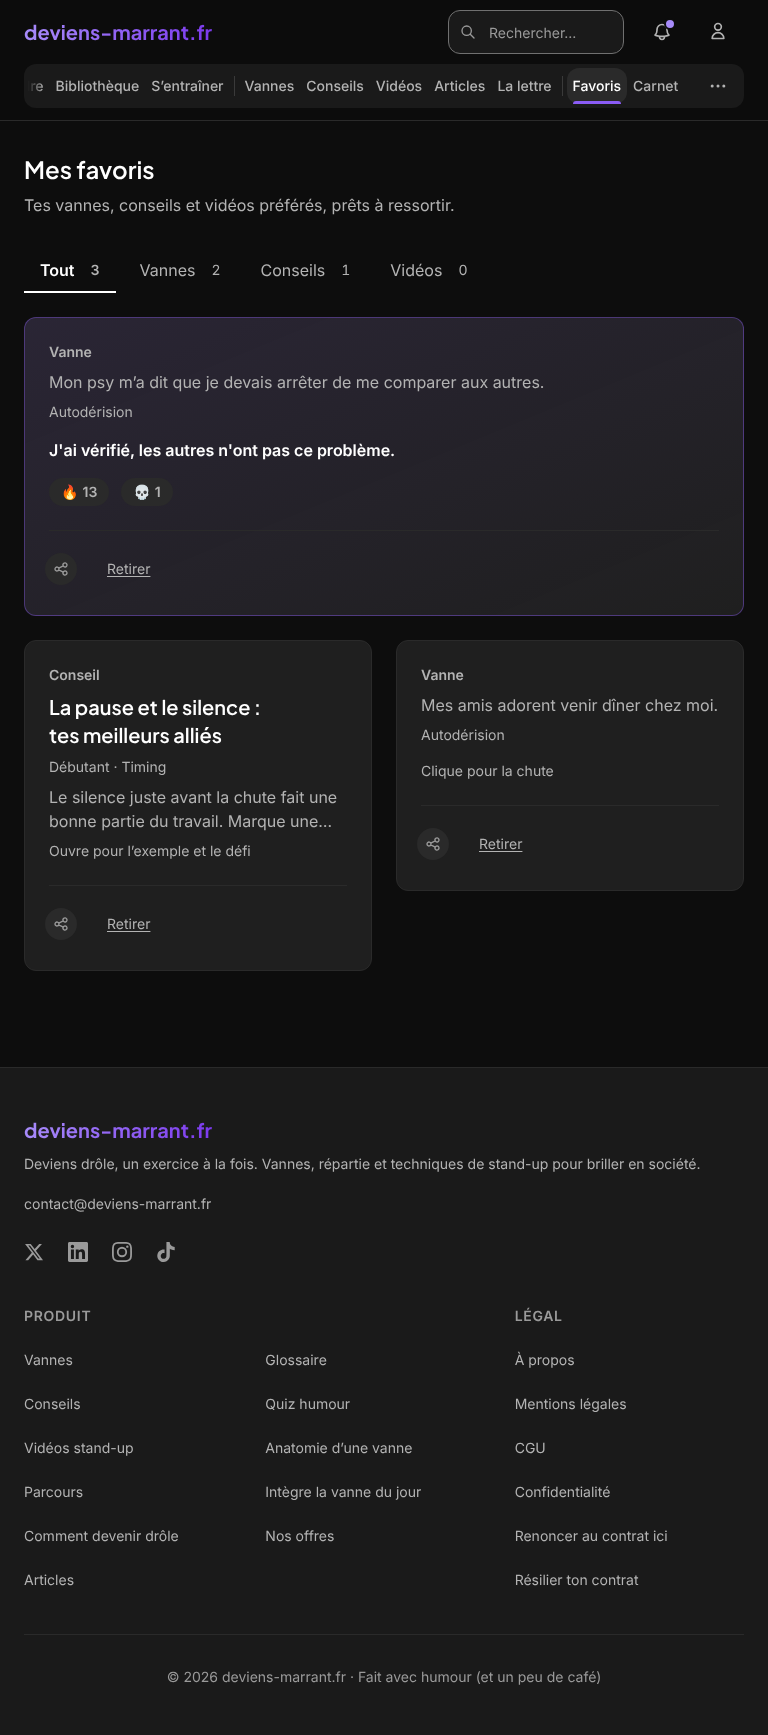 deviens-marrant.fr
Rechercher...
re Bibliothèque S’entraîner Vannes Conseils Vidéos Articles La lettre Favoris Carnet
Mes favoris
Tes vannes, conseils et vidéos préférés, prêts à ressortir.
Tout 3 Vannes 2 Conseils 1 Vidéos 0
Vanne
Mon psy m’a dit que je devais arrêter de me comparer aux autres.
Autodérision
J'ai vérifié, les autres n'ont pas ce problème.
🔥 13 💀 1
Retirer
Conseil
La pause et le silence :
tes meilleurs alliés
Débutant · Timing
Le silence juste avant la chute fait une
bonne partie du travail. Marque une…
Ouvre pour l’exemple et le défi
Retirer
Vanne
Mes amis adorent venir dîner chez moi.
Autodérision
Clique pour la chute
Retirer
deviens-marrant.fr
Deviens drôle, un exercice à la fois. Vannes, répartie et techniques de stand-up pour briller en société.
contact@deviens-marrant.fr
PRODUIT
Vannes
Conseils
Vidéos stand-up
Parcours
Comment devenir drôle
Articles
Glossaire
Quiz humour
Anatomie d’une vanne
Intègre la vanne du jour
Nos offres
LÉGAL
À propos
Mentions légales
CGU
Confidentialité
Renoncer au contrat ici
Résilier ton contrat
© 2026 deviens-marrant.fr · Fait avec humour (et un peu de café)